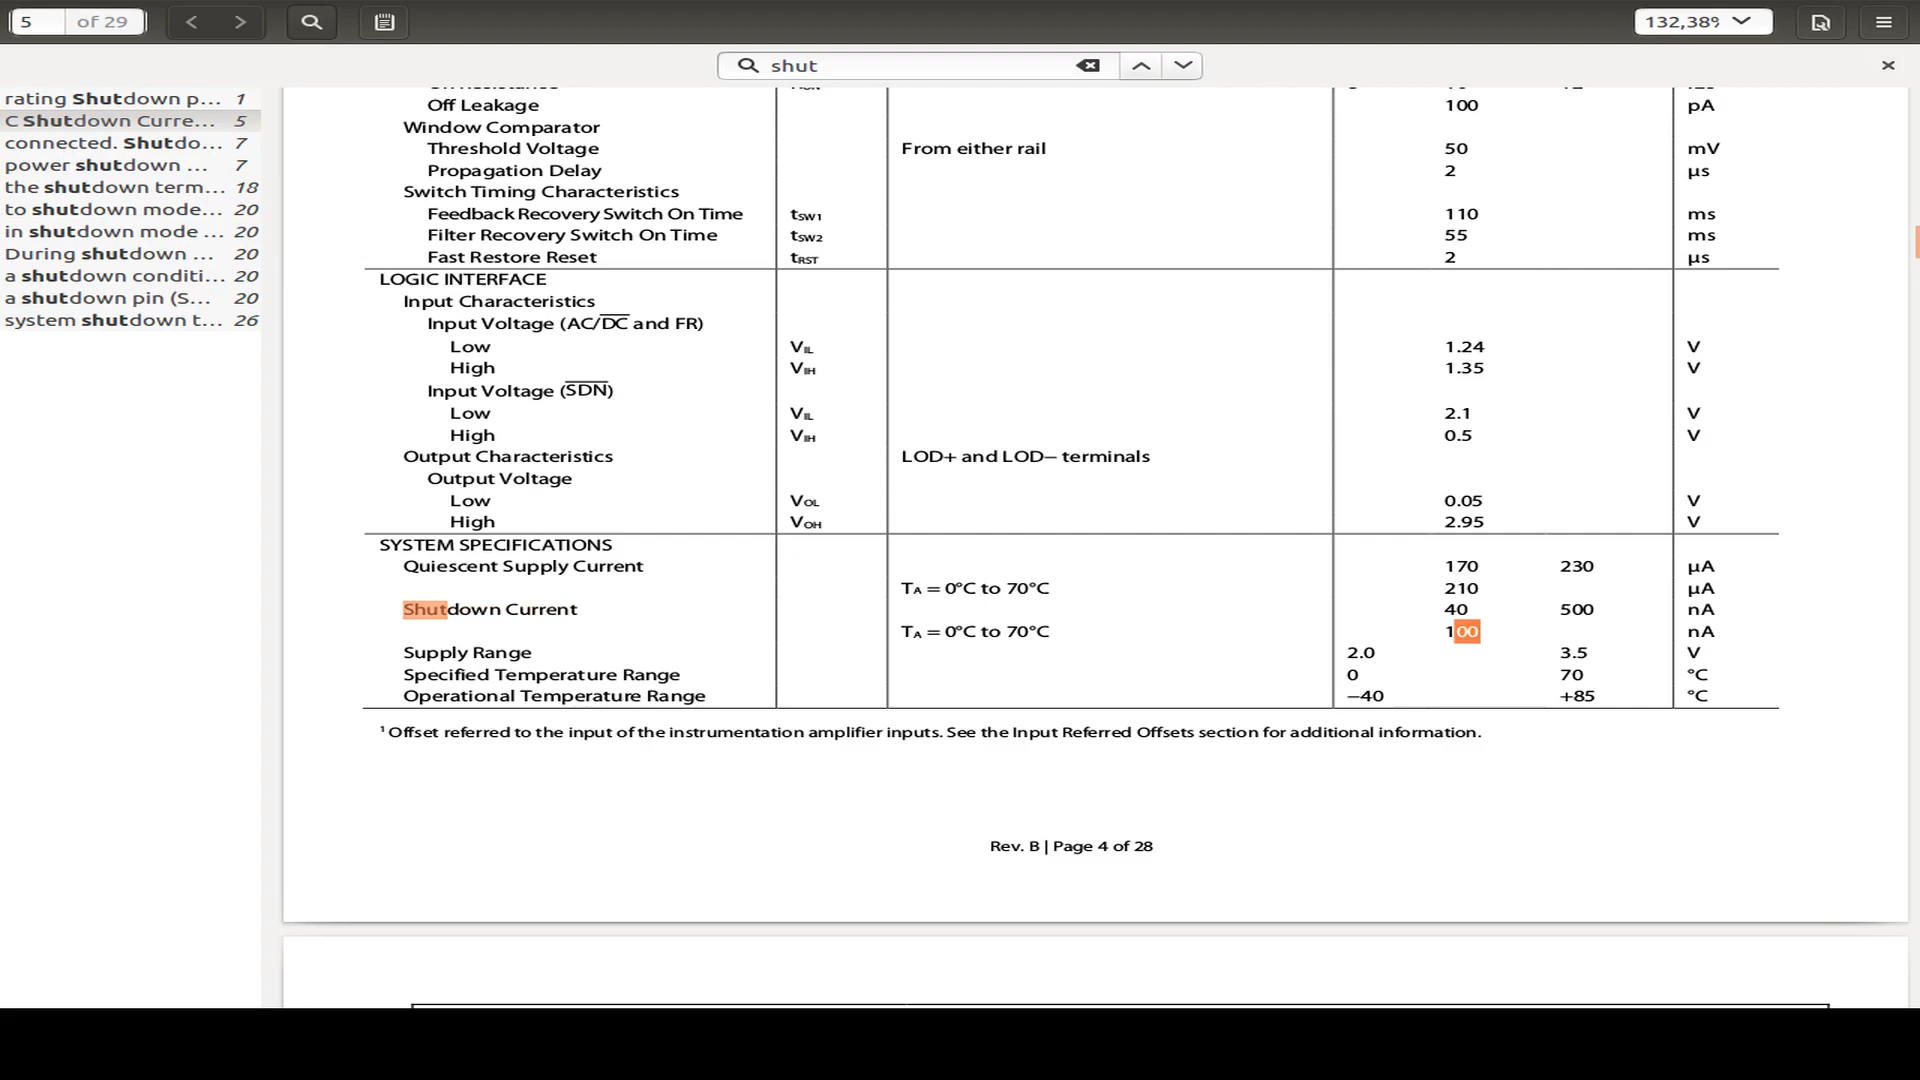 5 of 29
132,38%
shut
rating Shutdown p... 1
C Shutdown Curre... 5
connected. Shutdo... 7
power shutdown ... 7
the shutdown term... 18
to shutdown mode... 20
in shutdown mode ... 20
During shutdown ... 20
a shutdown conditi... 20
a shutdown pin (S... 20
system shutdown t... 26
Off Leakage 100 pA
Window Comparator
Threshold Voltage From either rail 50 mV
Propagation Delay 2 µs
Switch Timing Characteristics
Feedback Recovery Switch On Time tSW1 110 ms
Filter Recovery Switch On Time tSW2 55 ms
Fast Restore Reset tRST 2 µs
LOGIC INTERFACE
Input Characteristics
Input Voltage (AC/D̅C̅ and FR)
Low VIL 1.24 V
High VIH 1.35 V
Input Voltage (S̅D̅N̅)
Low VIL 2.1 V
High VIH 0.5 V
Output Characteristics LOD+ and LOD− terminals
Output Voltage
Low VOL 0.05 V
High VOH 2.95 V
SYSTEM SPECIFICATIONS
Quiescent Supply Current 170 230 µA
TA = 0°C to 70°C 210 µA
Shutdown Current 40 500 nA
TA = 0°C to 70°C 100 nA
Supply Range 2.0 3.5 V
Specified Temperature Range 0 70 °C
Operational Temperature Range −40 +85 °C
¹ Offset referred to the input of the instrumentation amplifier inputs. See the Input Referred Offsets section for additional information.
Rev. B | Page 4 of 28